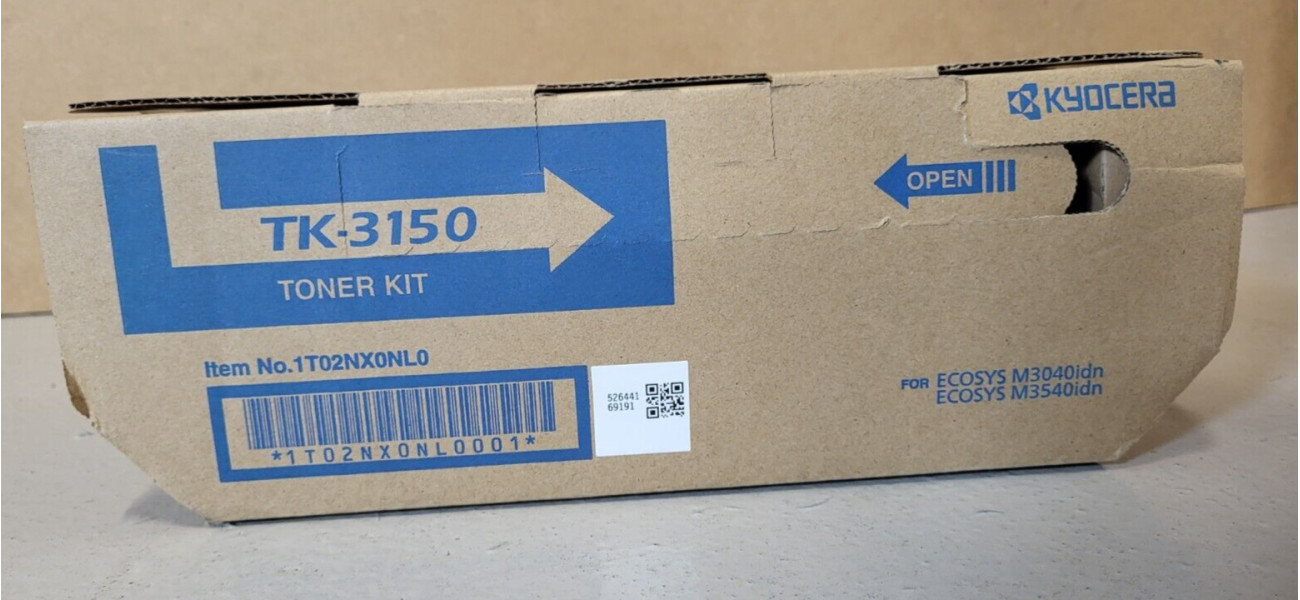 KYOCERA
OPEN
TK-3150
TONER KIT
Item No.1T02NX0NL0
*1T02NX0NL0001*
526441
69191
FOR ECOSYS M3040idn
ECOSYS M3540idn